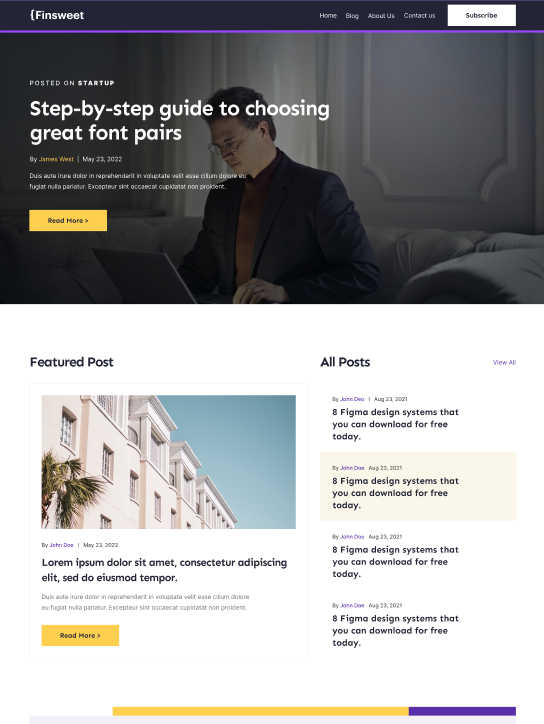 {Finsweet
Home Blog About Us Contact us Subscribe
POSTED ON STARTUP
Step-by-step guide to choosing
great font pairs
By James West | May 23, 2022
Duis aute irure dolor in reprehenderit in voluptate velit esse cillum dolore eu
fugiat nulla pariatur. Excepteur sint occaecat cupidatat non proident.
Read More >
Featured Post
By John Doe | May 23, 2022
Lorem ipsum dolor sit amet, consectetur adipiscing
elit, sed do eiusmod tempor.
Duis aute irure dolor in reprehenderit in voluptate velit esse cillum dolore
eu fugiat nulla pariatur. Excepteur sint occaecat cupidatat non proident.
Read More >
All Posts
View All
By John Deo | Aug 23, 2021
8 Figma design systems that
you can download for free
today.
By John Doe Aug 23, 2021
8 Figma design systems that
you can download for free
today.
By John Doe Aug 23, 2021
8 Figma design systems that
you can download for free
today.
By John Doe Aug 23, 2021
8 Figma design systems that
you can download for free
today.